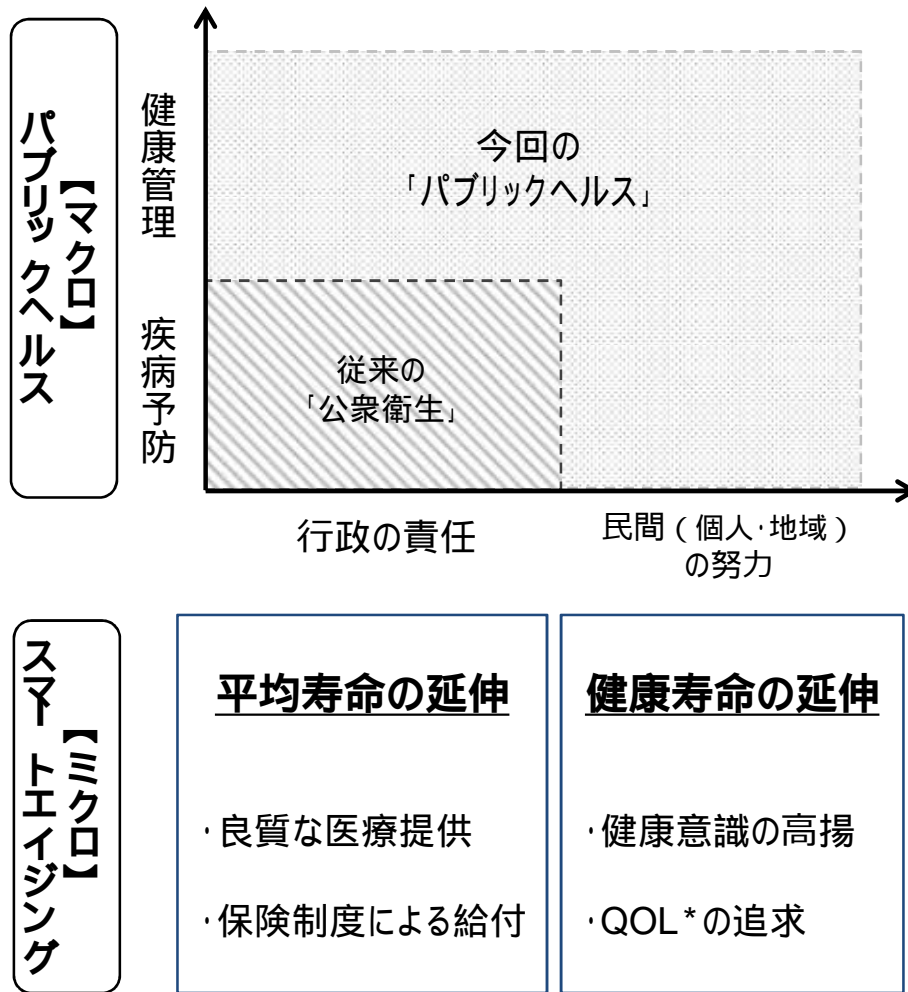 【マクロ】
パブリックヘルス
健康管理
疾病予防
今回の
「パブリックヘルス」
従来の
「公衆衛生」
行政の責任
民間（個人・地域）
の努力
【ミクロ】
スマートエイジング
平均寿命の延伸
・良質な医療提供
・保険制度による給付
健康寿命の延伸
・健康意識の高揚
・QOL*の追求